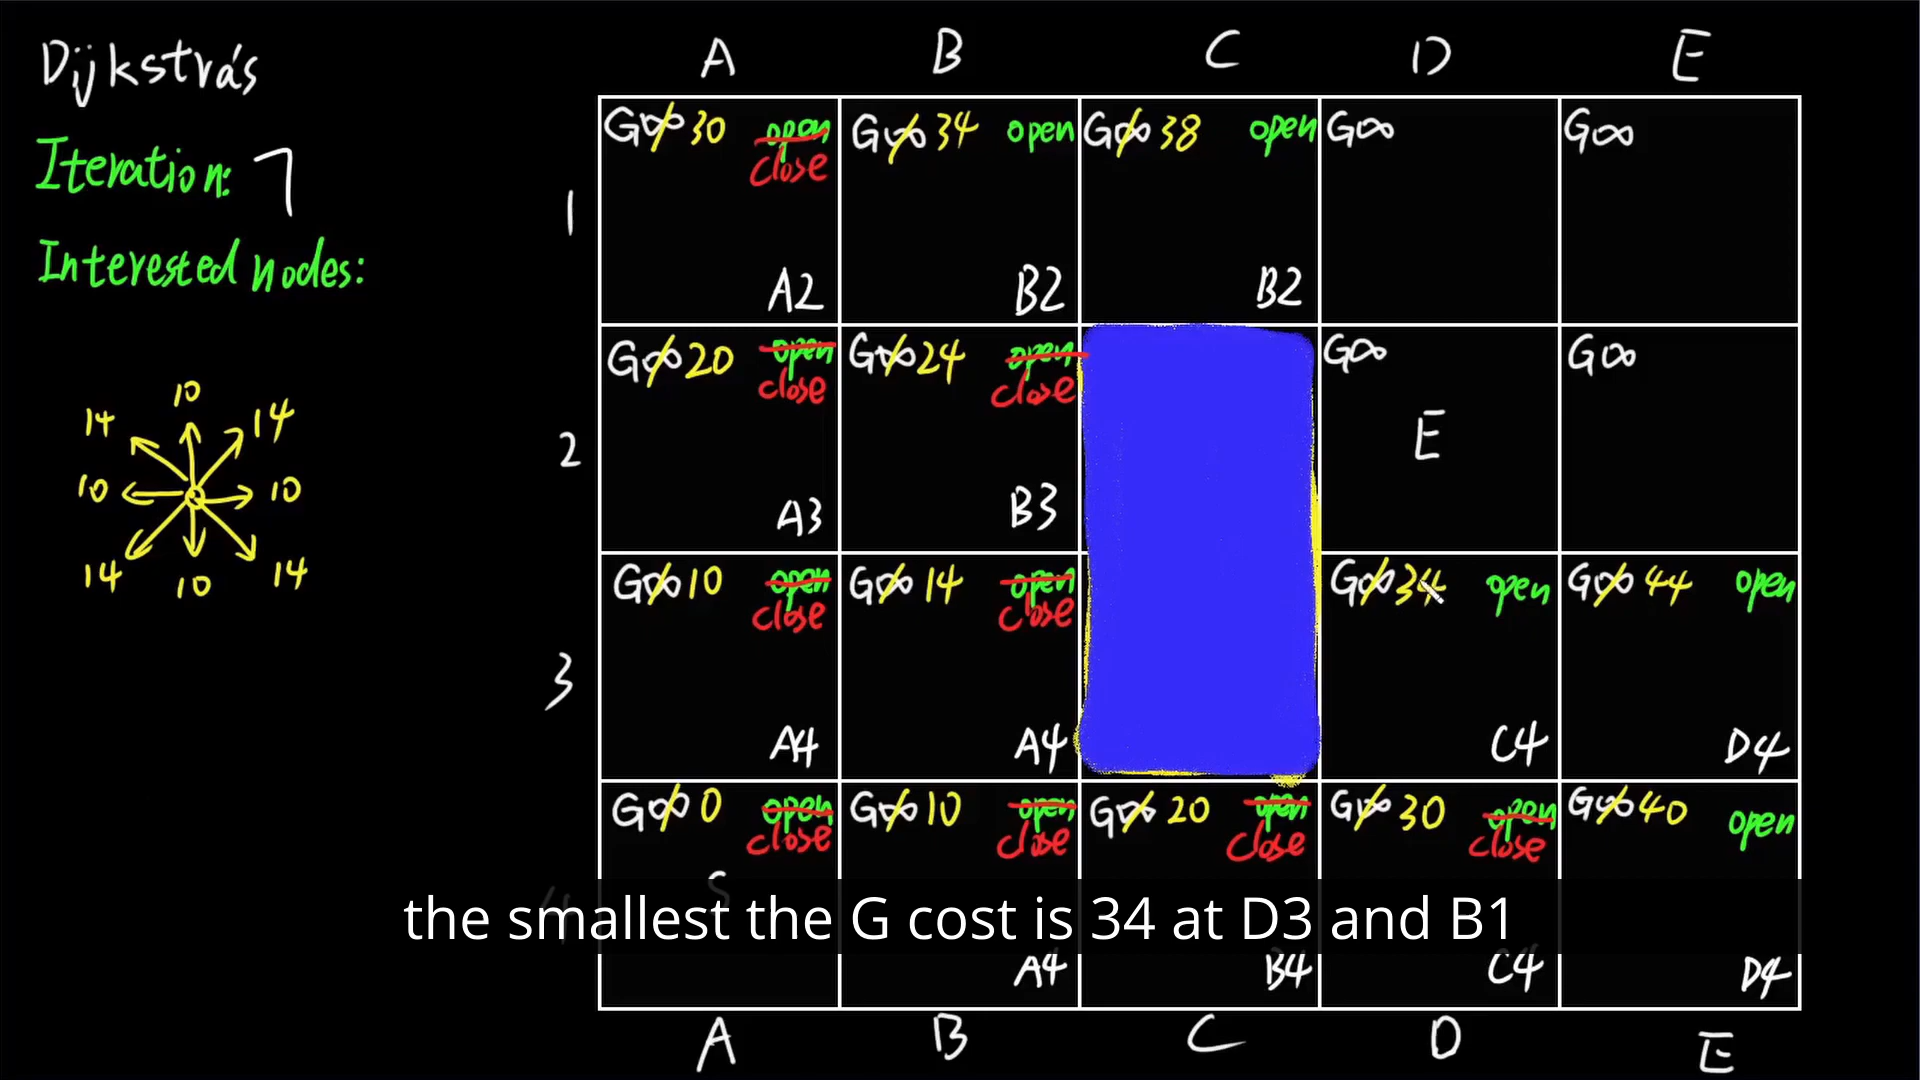 Dijkstra's
Iteration: 7
Interested nodes:
10
14 14
10 10
14 14
10
A B C D E
1
G∞ 30 open close A2
G∞ 34 open B2
G∞ 38 open B2
G∞
G∞
2
G∞ 20 open close A3
G∞ 24 open close B3
G∞ E
G∞
3
G∞ 10 open close A4
G∞ 14 open close A4
G∞ 34 open C4
G∞ 44 open D4
G∞ 0 open close
G∞ 10 open close A4
G∞ 20 open close B4
G∞ 30 open close C4
G∞ 40 open D4
the smallest the G cost is 34 at D3 and B1
A B C D E